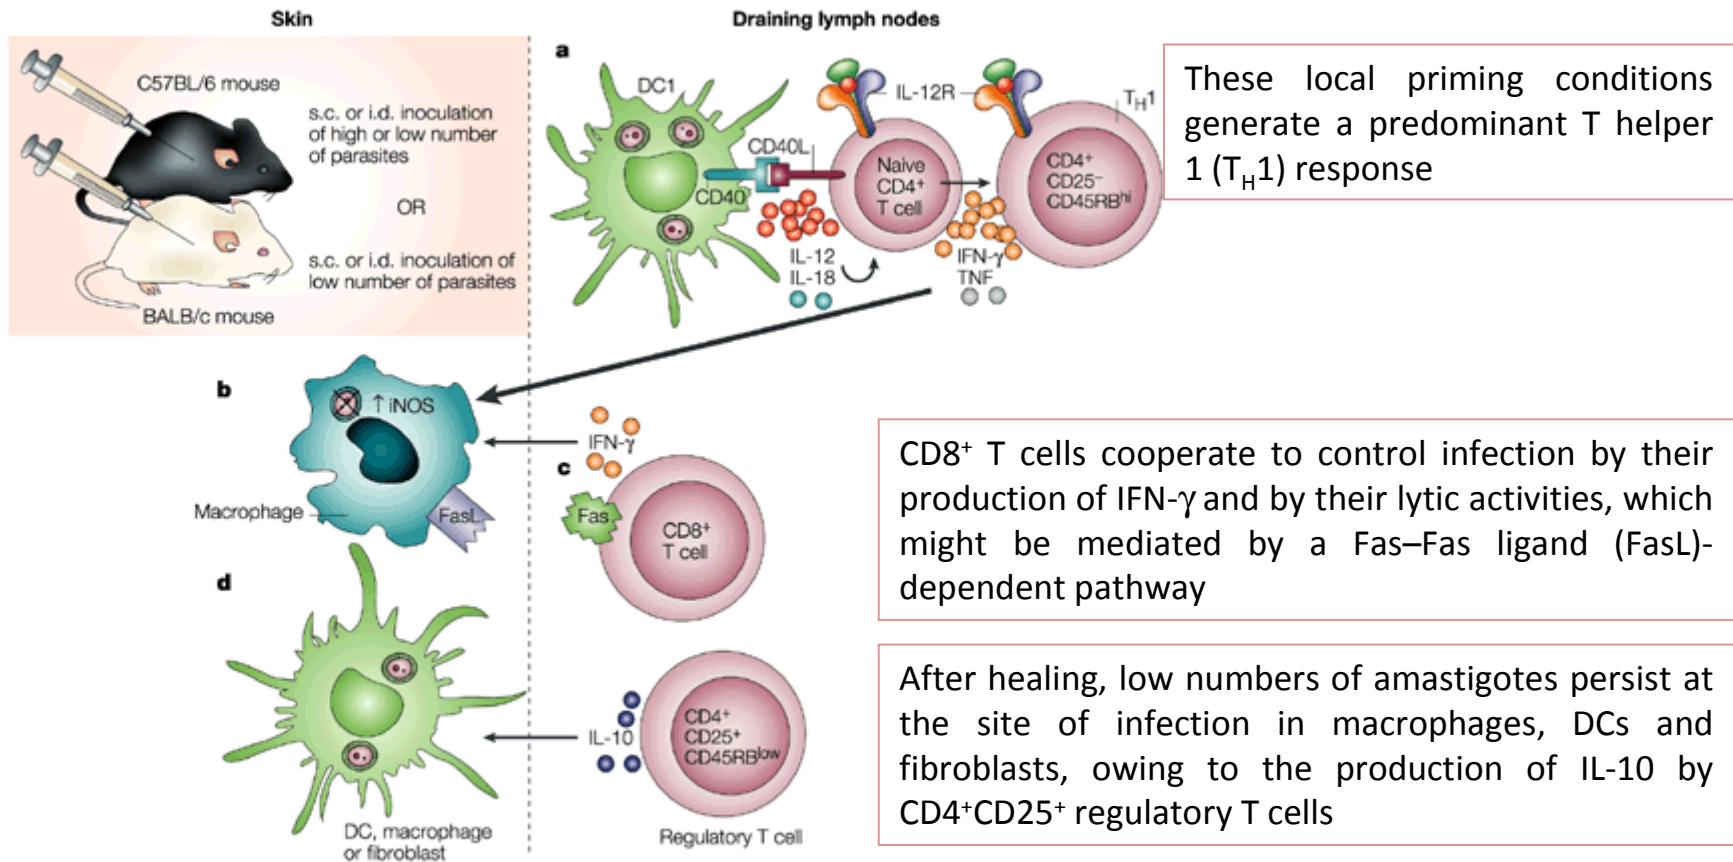 Skin
Draining lymph nodes
C57BL/6 mouse
s.c. or i.d. inoculation
of high or low number
of parasites
OR
s.c. or i.d. inoculation of
low number of parasites
BALB/c mouse
a
DC1
IL-12R
T_H1
CD40L
CD40
Naive
CD4⁺
T cell
CD4⁺
CD25⁻
CD45RB^hi
IL-12
IL-18
IFN-γ
TNF
These local priming conditions
generate a predominant T helper
1 (T_H1) response
b
↑ iNOS
Macrophage
FasL
IFN-γ
c
Fas
CD8⁺
T cell
CD8⁺ T cells cooperate to control infection by their
production of IFN-γ and by their lytic activities, which
might be mediated by a Fas–Fas ligand (FasL)-
dependent pathway
d
DC, macrophage
or fibroblast
IL-10
CD4⁺
CD25⁺
CD45RB^low
Regulatory T cell
After healing, low numbers of amastigotes persist at
the site of infection in macrophages, DCs and
fibroblasts, owing to the production of IL-10 by
CD4⁺CD25⁺ regulatory T cells